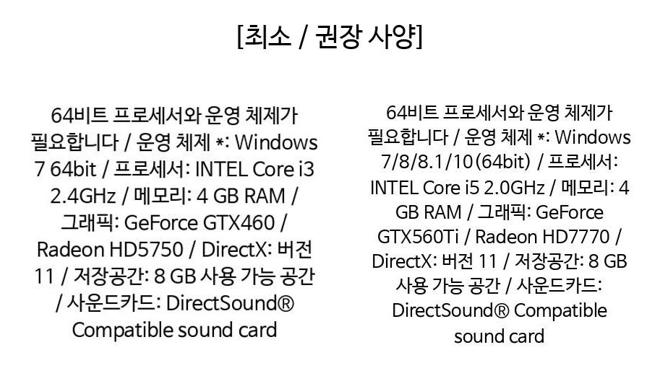 [최소 / 권장 사양]
64비트 프로세서와 운영 체제가
필요합니다 / 운영 체제 *: Windows
7 64bit / 프로세서: INTEL Core i3
2.4GHz / 메모리: 4 GB RAM /
그래픽: GeForce GTX460 /
Radeon HD5750 / DirectX: 버전
11 / 저장공간: 8 GB 사용 가능 공간
/ 사운드카드: DirectSound®
Compatible sound card
64비트 프로세서와 운영 체제가
필요합니다 / 운영 체제 *: Windows
7/8/8.1/10(64bit) / 프로세서:
INTEL Core i5 2.0GHz / 메모리: 4
GB RAM / 그래픽: GeForce
GTX560Ti / Radeon HD7770 /
DirectX: 버전 11 / 저장공간: 8 GB
사용 가능 공간 / 사운드카드:
DirectSound® Compatible
sound card